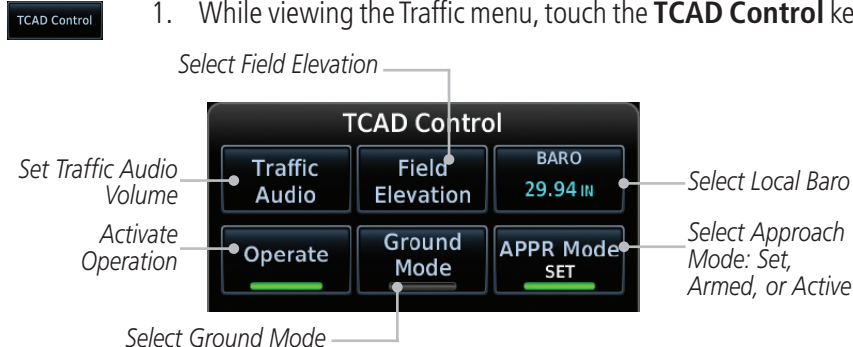 TCAD Control
1. While viewing the Traffic menu, touch the TCAD Control ke
Select Field Elevation
TCAD Control
Set Traffic Audio
Volume
Traffic
Audio
Field
Elevation
BARO
29.94 IN
Select Local Baro
Activate
Operation
Operate
Ground
Mode
APPR Mode
SET
Select Approach
Mode: Set,
Armed, or Active
Select Ground Mode